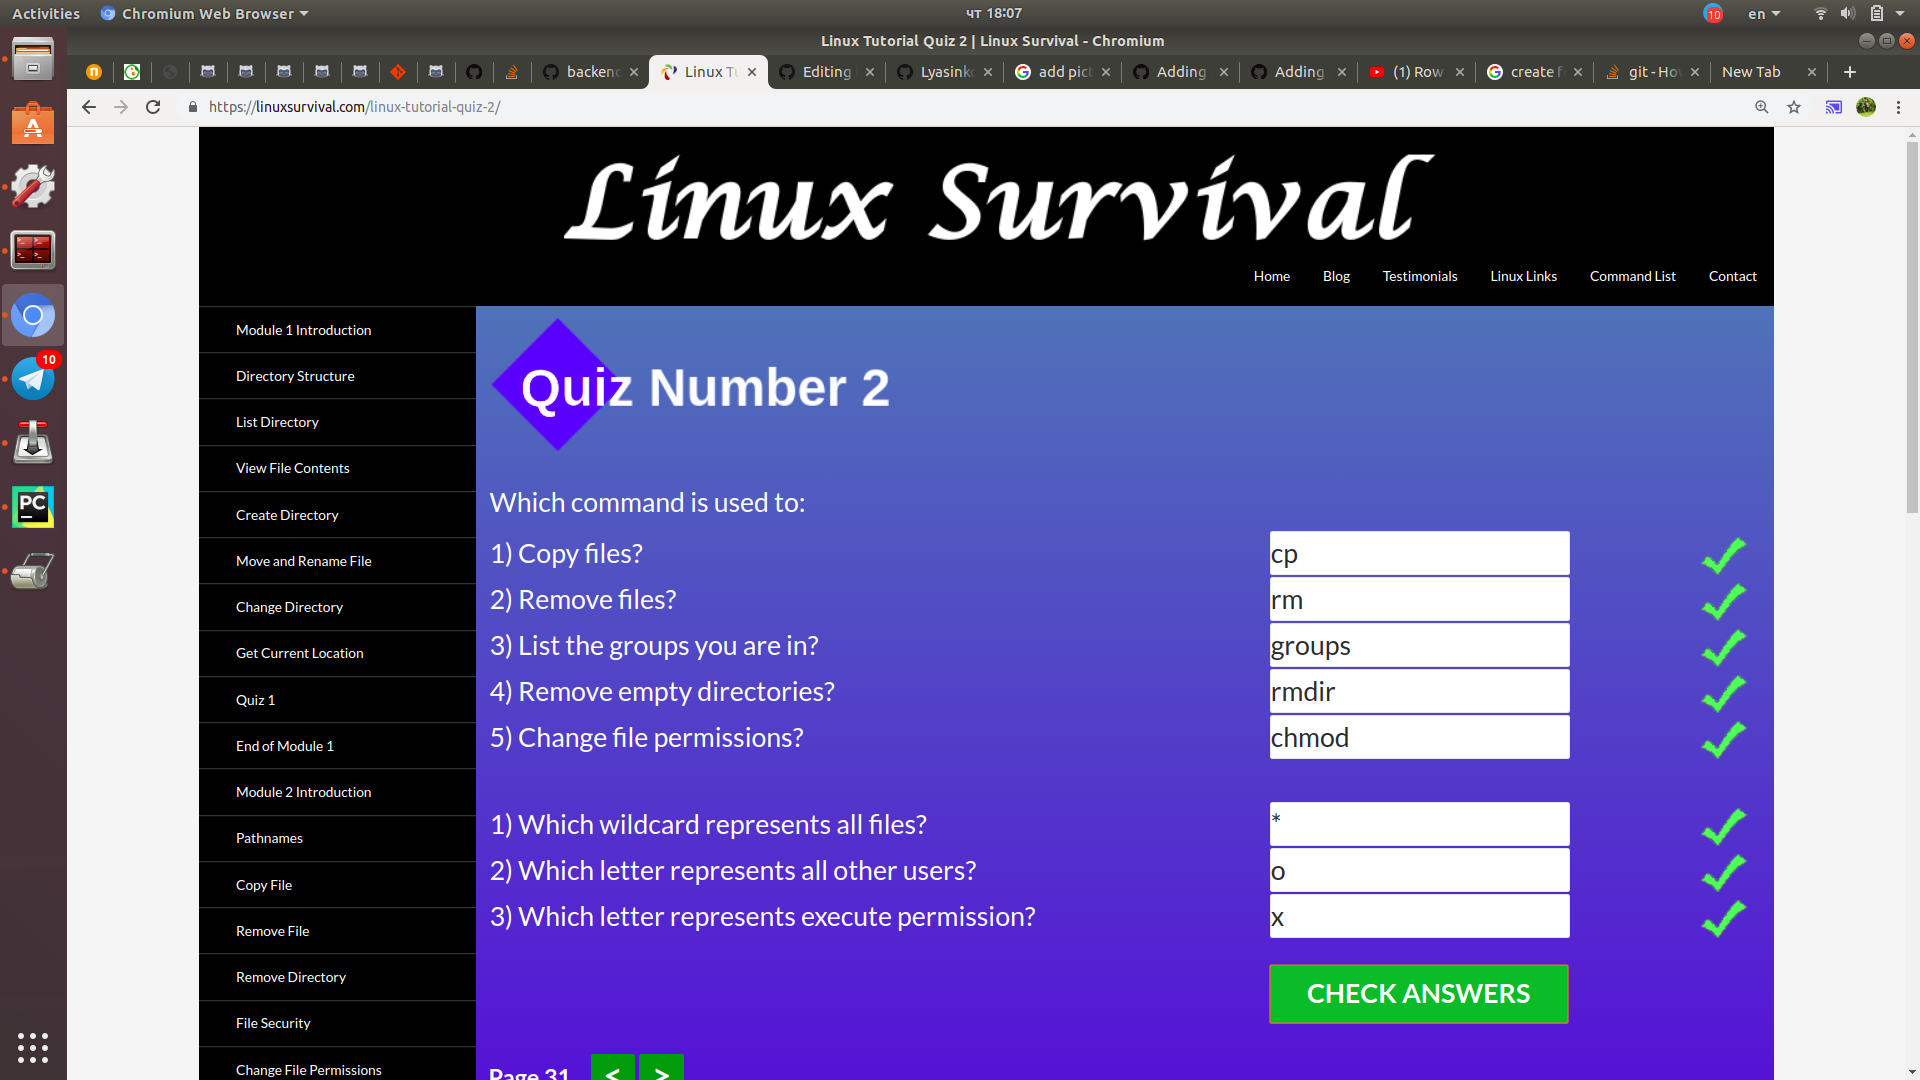 Activities
Chromium Web Browser
чт 18:07
10
en
Linux Tutorial Quiz 2 | Linux Survival - Chromium
backend
Linux Tu
Editing
Lyasinko
add pict
Adding
Adding
(1) Row
create f
git - How
New Tab
https://linuxsurvival.com/linux-tutorial-quiz-2/
Linux Survival
Home
Blog
Testimonials
Linux Links
Command List
Contact
10
PC
Module 1 Introduction
Directory Structure
List Directory
View File Contents
Create Directory
Move and Rename File
Change Directory
Get Current Location
Quiz 1
End of Module 1
Module 2 Introduction
Pathnames
Copy File
Remove File
Remove Directory
File Security
Change File Permissions
Quiz Number 2
Which command is used to:
1) Copy files?
cp
2) Remove files?
rm
3) List the groups you are in?
groups
4) Remove empty directories?
rmdir
5) Change file permissions?
chmod
1) Which wildcard represents all files?
*
2) Which letter represents all other users?
o
3) Which letter represents execute permission?
x
CHECK ANSWERS
Page 31
<
>